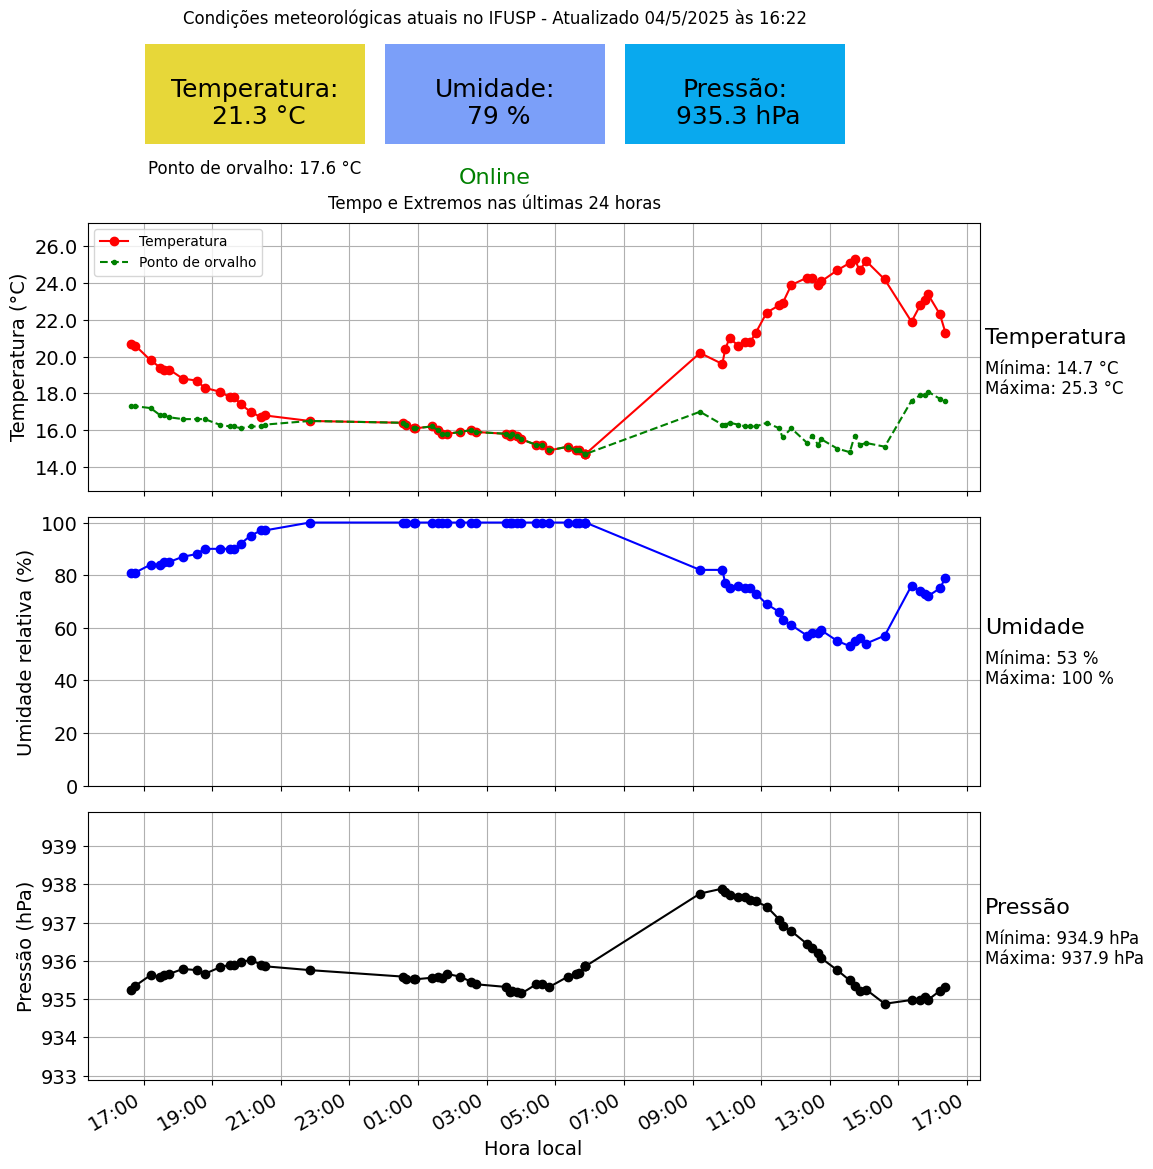 Condições meteorológicas atuais no IFUSP - Atualizado 04/5/2025 às 16:22
Temperatura:
21.3 °C
Umidade:
79 %
Pressão:
935.3 hPa
Ponto de orvalho: 17.6 °C
Online
Tempo e Extremos nas últimas 24 horas
Temperatura (°C)
26.0
24.0
22.0
20.0
18.0
16.0
14.0
Temperatura
Ponto de orvalho
Temperatura
Mínima: 14.7 °C
Máxima: 25.3 °C
Umidade relativa (%)
100
80
60
40
20
0
Umidade
Mínima: 53 %
Máxima: 100 %
Pressão (hPa)
939
938
937
936
935
934
933
Pressão
Mínima: 934.9 hPa
Máxima: 937.9 hPa
17:00 19:00 21:00 23:00 01:00 03:00 05:00 07:00 09:00 11:00 13:00 15:00 17:00
Hora local